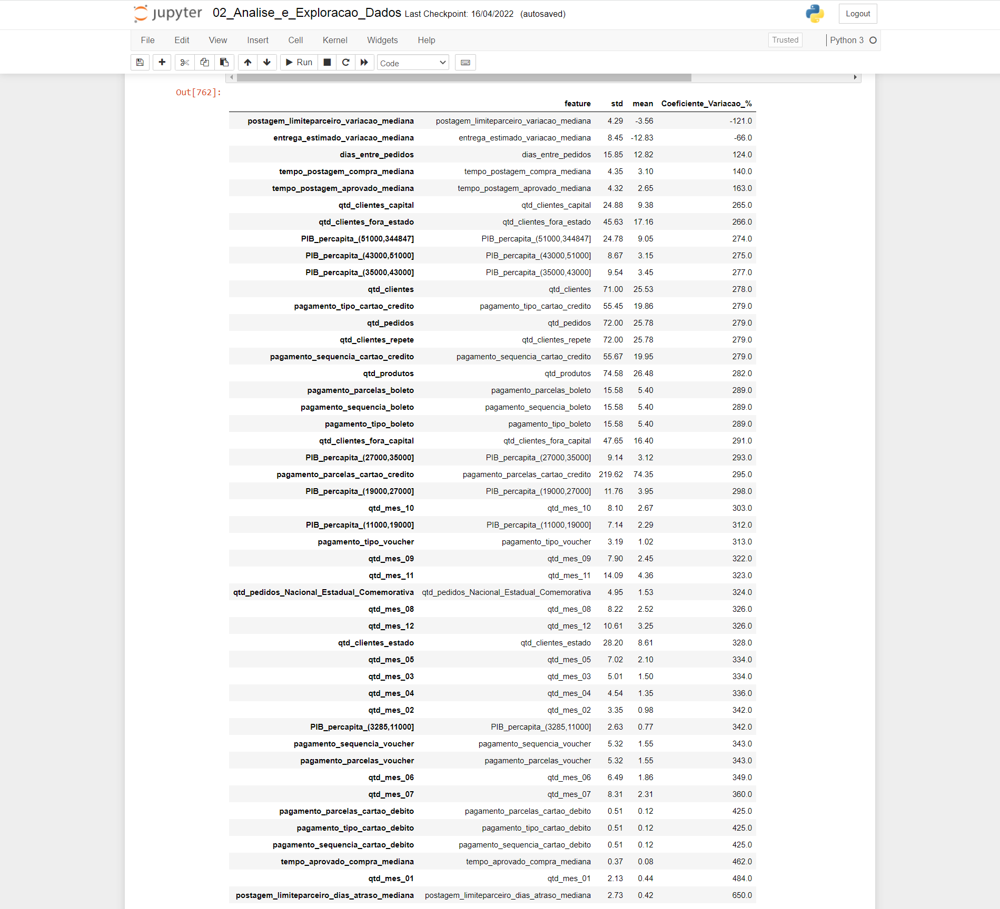 jupyter 02_Analise_e_Exploracao_Dados Last Checkpoint: 16/04/2022 (autosaved) Logout
File Edit View Insert Cell Kernel Widgets Help Trusted Python 3
Run Code
Out[762]:
feature std mean Coeficiente_Variacao_%
postagem_limiteparceiro_variacao_mediana postagem_limiteparceiro_variacao_mediana 4.29 -3.56 -121.0
entrega_estimado_variacao_mediana entrega_estimado_variacao_mediana 8.45 -12.83 -66.0
dias_entre_pedidos dias_entre_pedidos 15.85 12.82 124.0
tempo_postagem_compra_mediana tempo_postagem_compra_mediana 4.35 3.10 140.0
tempo_postagem_aprovado_mediana tempo_postagem_aprovado_mediana 4.32 2.65 163.0
qtd_clientes_capital qtd_clientes_capital 24.88 9.38 265.0
qtd_clientes_fora_estado qtd_clientes_fora_estado 45.63 17.16 266.0
PIB_percapita_(51000,344847] PIB_percapita_(51000,344847] 24.78 9.05 274.0
PIB_percapita_(43000,51000] PIB_percapita_(43000,51000] 8.67 3.15 275.0
PIB_percapita_(35000,43000] PIB_percapita_(35000,43000] 9.54 3.45 277.0
qtd_clientes qtd_clientes 71.00 25.53 278.0
pagamento_tipo_cartao_credito pagamento_tipo_cartao_credito 55.45 19.86 279.0
qtd_pedidos qtd_pedidos 72.00 25.78 279.0
qtd_clientes_repete qtd_clientes_repete 72.00 25.78 279.0
pagamento_sequencia_cartao_credito pagamento_sequencia_cartao_credito 55.67 19.95 279.0
qtd_produtos qtd_produtos 74.58 26.48 282.0
pagamento_parcelas_boleto pagamento_parcelas_boleto 15.58 5.40 289.0
pagamento_sequencia_boleto pagamento_sequencia_boleto 15.58 5.40 289.0
pagamento_tipo_boleto pagamento_tipo_boleto 15.58 5.40 289.0
qtd_clientes_fora_capital qtd_clientes_fora_capital 47.65 16.40 291.0
PIB_percapita_(27000,35000] PIB_percapita_(27000,35000] 9.14 3.12 293.0
pagamento_parcelas_cartao_credito pagamento_parcelas_cartao_credito 219.62 74.35 295.0
PIB_percapita_(19000,27000] PIB_percapita_(19000,27000] 11.76 3.95 298.0
qtd_mes_10 qtd_mes_10 8.10 2.67 303.0
PIB_percapita_(11000,19000] PIB_percapita_(11000,19000] 7.14 2.29 312.0
pagamento_tipo_voucher pagamento_tipo_voucher 3.19 1.02 313.0
qtd_mes_09 qtd_mes_09 7.90 2.45 322.0
qtd_mes_11 qtd_mes_11 14.09 4.36 323.0
qtd_pedidos_Nacional_Estadual_Comemorativa qtd_pedidos_Nacional_Estadual_Comemorativa 4.95 1.53 324.0
qtd_mes_08 qtd_mes_08 8.22 2.52 326.0
qtd_mes_12 qtd_mes_12 10.61 3.25 326.0
qtd_clientes_estado qtd_clientes_estado 28.20 8.61 328.0
qtd_mes_05 qtd_mes_05 7.02 2.10 334.0
qtd_mes_03 qtd_mes_03 5.01 1.50 334.0
qtd_mes_04 qtd_mes_04 4.54 1.35 336.0
qtd_mes_02 qtd_mes_02 3.35 0.98 342.0
PIB_percapita_(3285,11000] PIB_percapita_(3285,11000] 2.63 0.77 342.0
pagamento_sequencia_voucher pagamento_sequencia_voucher 5.32 1.55 343.0
pagamento_parcelas_voucher pagamento_parcelas_voucher 5.32 1.55 343.0
qtd_mes_06 qtd_mes_06 6.49 1.86 349.0
qtd_mes_07 qtd_mes_07 8.31 2.31 360.0
pagamento_parcelas_cartao_debito pagamento_parcelas_cartao_debito 0.51 0.12 425.0
pagamento_tipo_cartao_debito pagamento_tipo_cartao_debito 0.51 0.12 425.0
pagamento_sequencia_cartao_debito pagamento_sequencia_cartao_debito 0.51 0.12 425.0
tempo_aprovado_compra_mediana tempo_aprovado_compra_mediana 0.37 0.08 462.0
qtd_mes_01 qtd_mes_01 2.13 0.44 484.0
postagem_limiteparceiro_dias_atraso_mediana postagem_limiteparceiro_dias_atraso_mediana 2.73 0.42 650.0